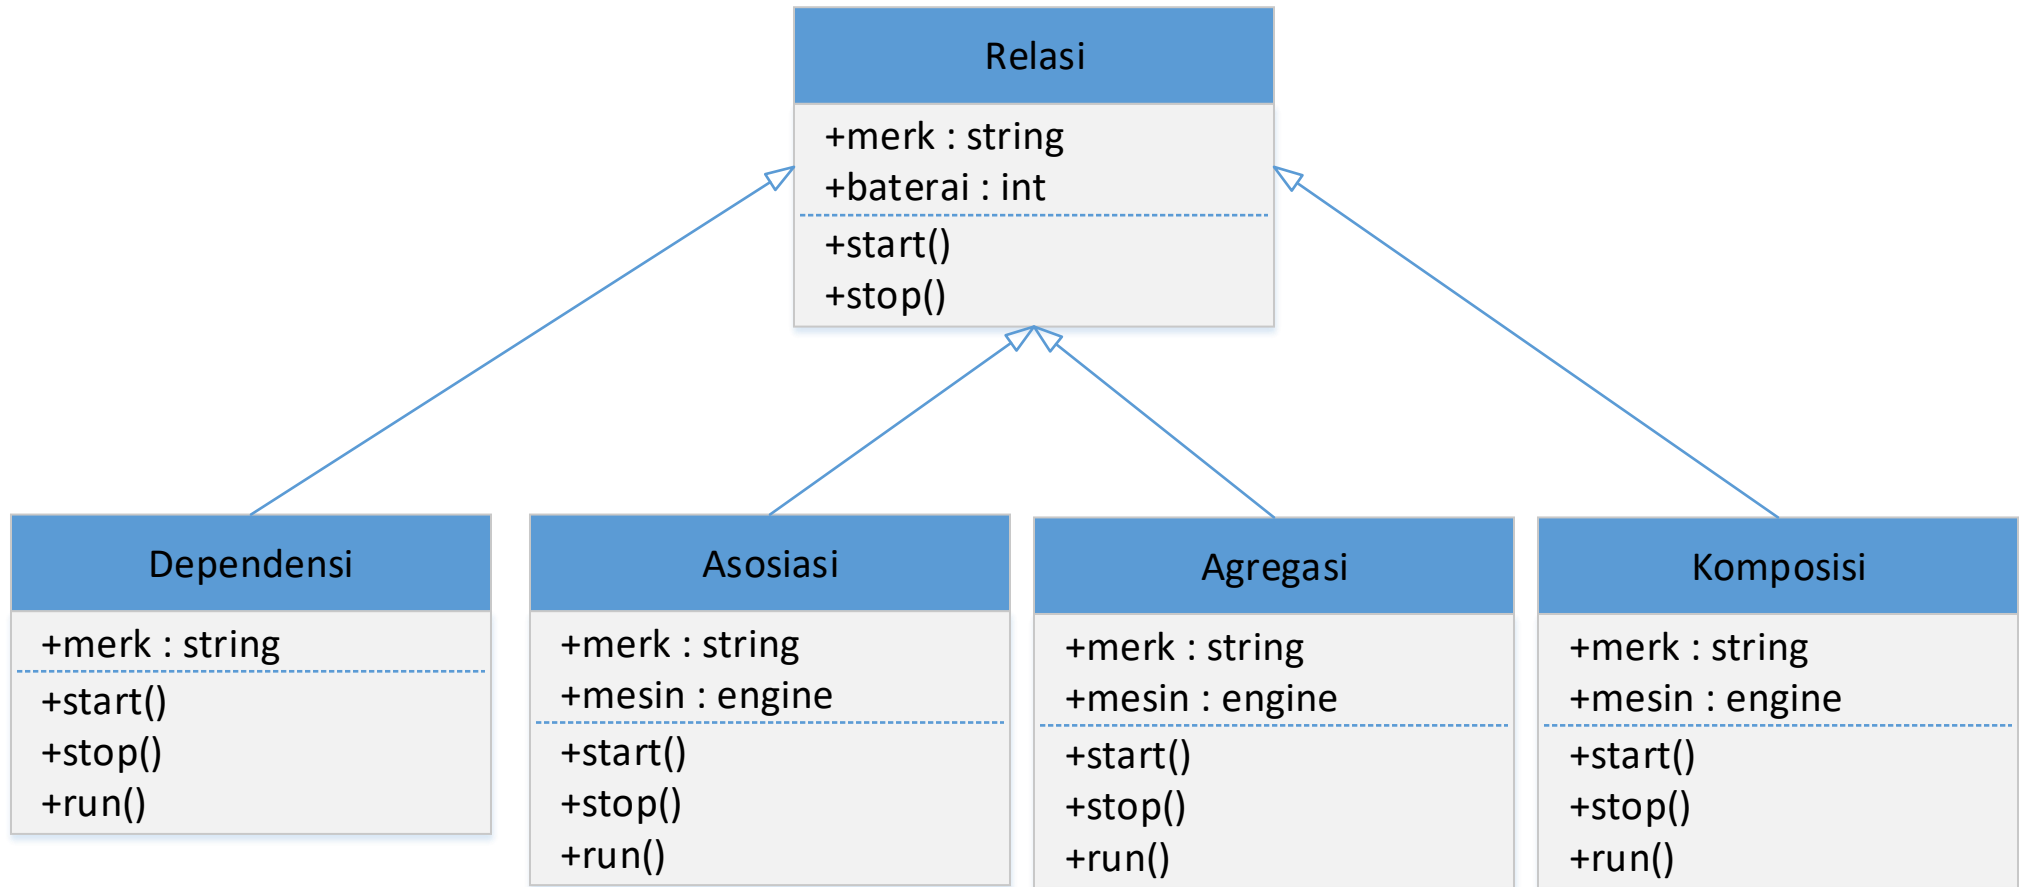 Relasi
+merk : string
+baterai : int
+start()
+stop()
Dependensi
+merk : string
+start()
+stop()
+run()
Asosiasi
+merk : string
+mesin : engine
+start()
+stop()
+run()
Agregasi
+merk : string
+mesin : engine
+start()
+stop()
+run()
Komposisi
+merk : string
+mesin : engine
+start()
+stop()
+run()